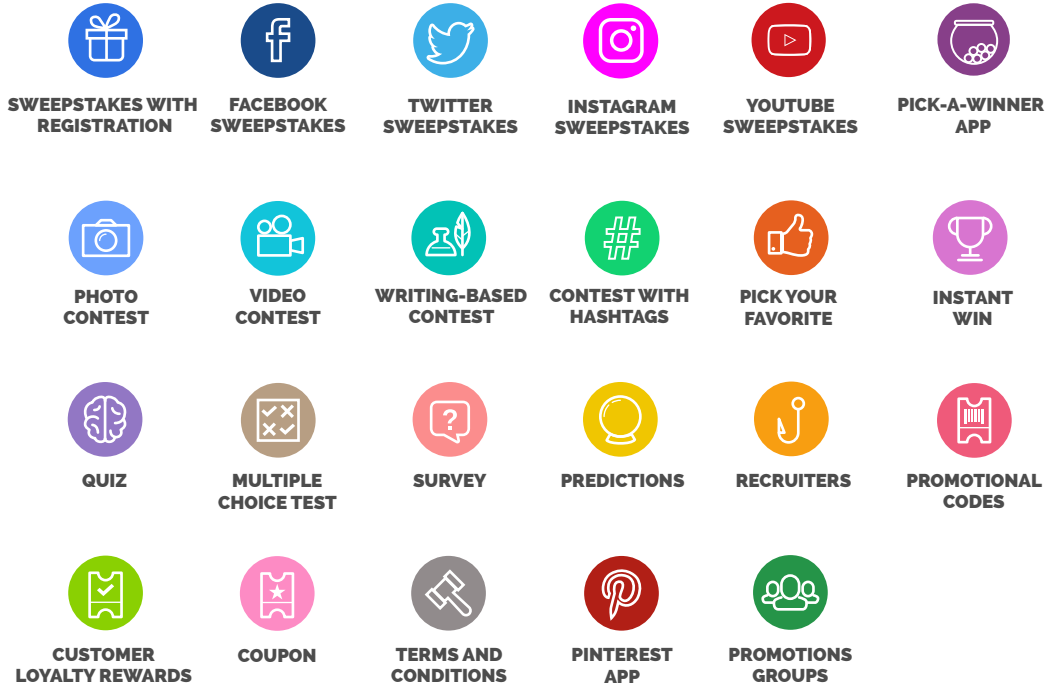 SWEEPSTAKES WITH
REGISTRATION
FACEBOOK
SWEEPSTAKES
TWITTER
SWEEPSTAKES
INSTAGRAM
SWEEPSTAKES
YOUTUBE
SWEEPSTAKES
PICK-A-WINNER
APP
PHOTO
CONTEST
VIDEO
CONTEST
WRITING-BASED
CONTEST
CONTEST WITH
HASHTAGS
PICK YOUR
FAVORITE
INSTANT
WIN
QUIZ
MULTIPLE
CHOICE TEST
SURVEY
PREDICTIONS
RECRUITERS
PROMOTIONAL
CODES
CUSTOMER
LOYALTY REWARDS
COUPON
TERMS AND
CONDITIONS
PINTEREST
APP
PROMOTIONS
GROUPS